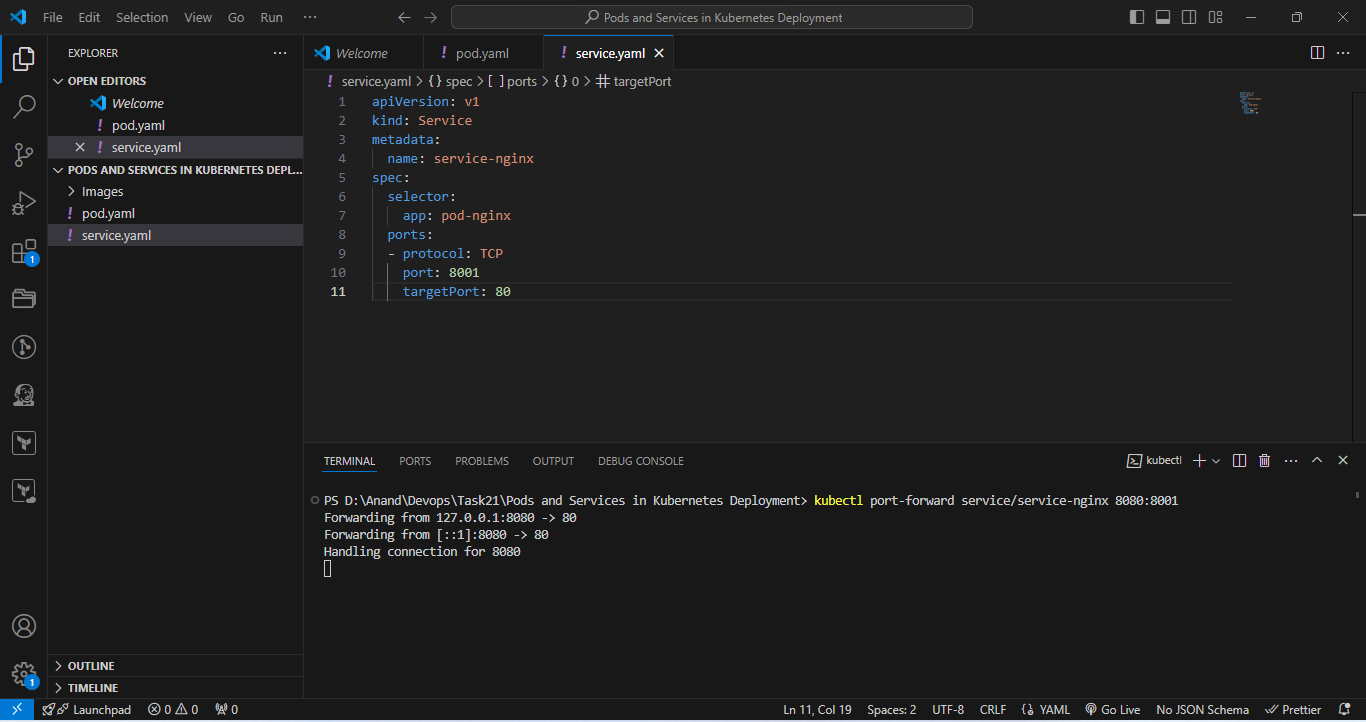 File Edit Selection View Go Run ··· Pods and Services in Kubernetes Deployment
EXPLORER
OPEN EDITORS
Welcome
! pod.yaml
! service.yaml
PODS AND SERVICES IN KUBERNETES DEPL...
Images
! pod.yaml
! service.yaml
OUTLINE
TIMELINE
1
1
Welcome ! pod.yaml ! service.yaml
! service.yaml > {} spec > [ ] ports > {} 0 > # targetPort
1 apiVersion: v1
2 kind: Service
3 metadata:
4 name: service-nginx
5 spec:
6 selector:
7 app: pod-nginx
8 ports:
9 - protocol: TCP
10 port: 8001
11 targetPort: 80
TERMINAL PORTS PROBLEMS OUTPUT DEBUG CONSOLE kubectl
PS D:\Anand\Devops\Task21\Pods and Services in Kubernetes Deployment> kubectl port-forward service/service-nginx 8080:8001
Forwarding from 127.0.0.1:8080 -> 80
Forwarding from [::1]:8080 -> 80
Handling connection for 8080
Launchpad 0 0 0 Ln 11, Col 19 Spaces: 2 UTF-8 CRLF {} YAML Go Live No JSON Schema Prettier